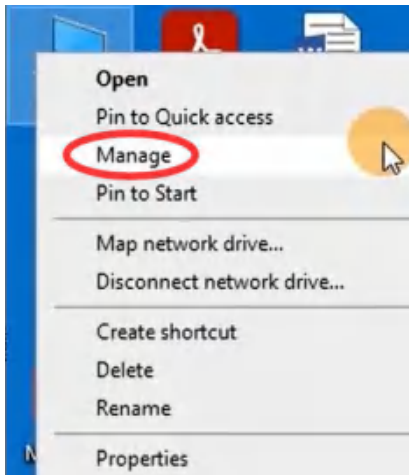 Open
Pin to Quick access
Manage
Pin to Start
Map network drive...
Disconnect network drive...
Create shortcut
Delete
Rename
Properties